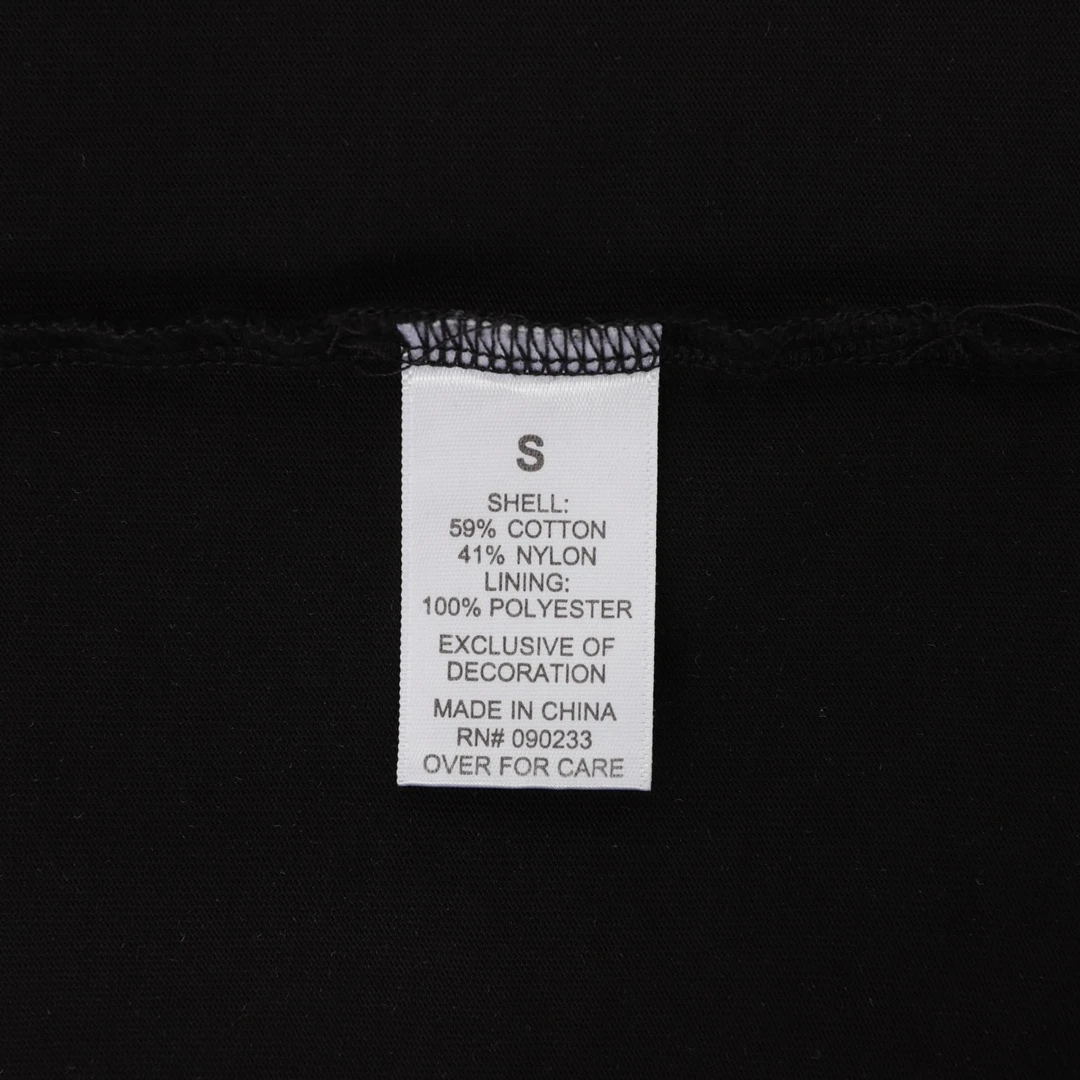 S
SHELL:
59% COTTON
41% NYLON
LINING:
100% POLYESTER
EXCLUSIVE OF
DECORATION
MADE IN CHINA
RN# 090233
OVER FOR CARE